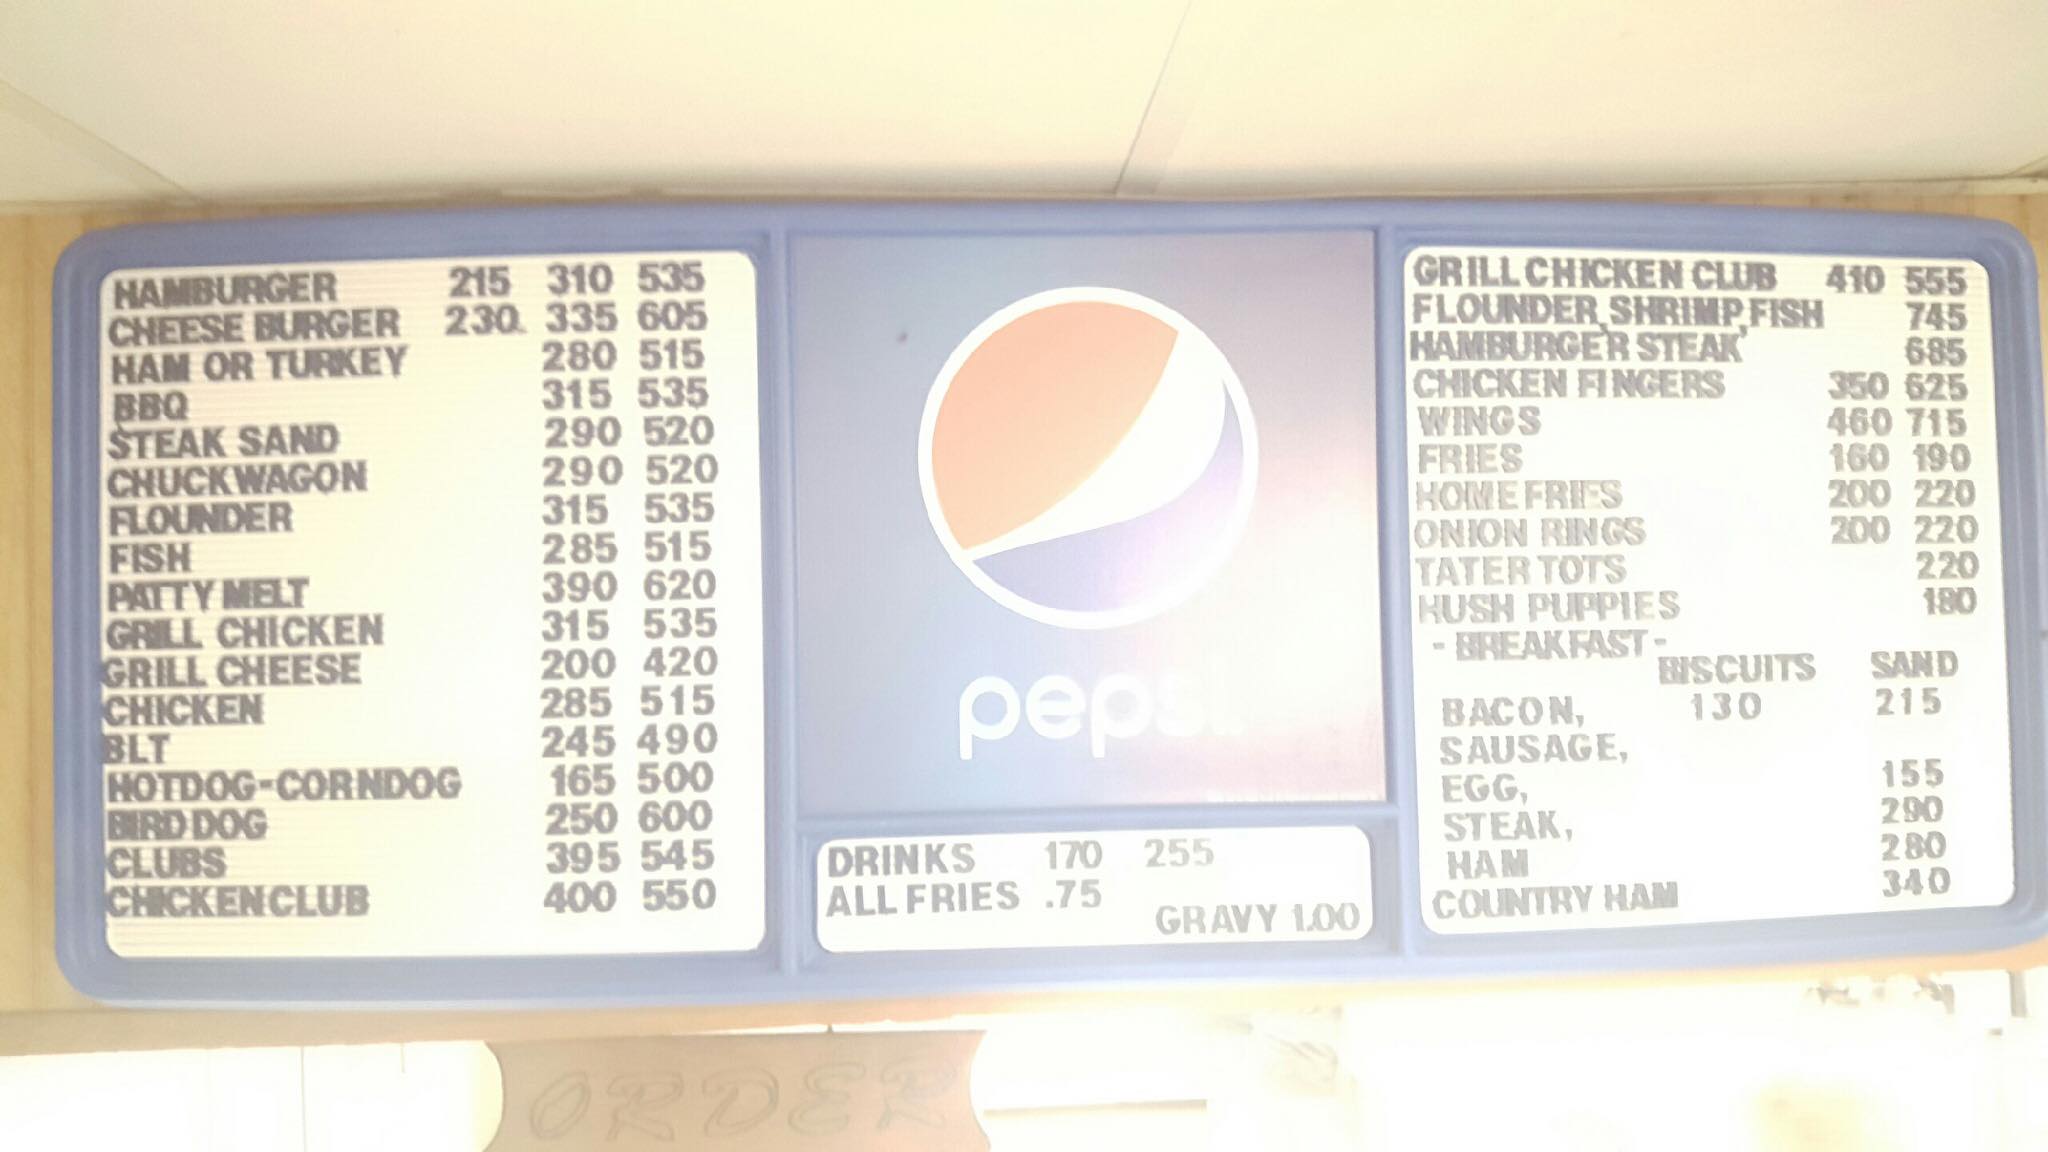 HAMBURGER 215 310 535
CHEESE BURGER 230 335 605
HAM OR TURKEY 280 515
BBQ 315 535
STEAK SAND 290 520
CHUCKWAGON 290 520
FLOUNDER 315 535
FISH 285 515
PATTY MELT 390 620
GRILL CHICKEN 315 535
GRILL CHEESE 200 420
CHICKEN 285 515
BLT 245 490
HOTDOG-CORNDOG 165 500
BIRD DOG 250 600
CLUBS 395 545
CHICKEN CLUB 400 550
pepsi
DRINKS 170 255
ALL FRIES .75
GRAVY 1.00
GRILL CHICKEN CLUB 410 555
FLOUNDER, SHRIMP, FISH 745
HAMBURGER STEAK 685
CHICKEN FINGERS 350 625
WINGS 460 715
FRIES 160 190
HOME FRIES 200 220
ONION RINGS 200 220
TATER TOTS 220
HUSH PUPPIES 180
- BREAKFAST -
BISCUITS SAND
BACON, 130 215
SAUSAGE,
EGG, 155
STEAK, 290
HAM 280
COUNTRY HAM 340
ORDER